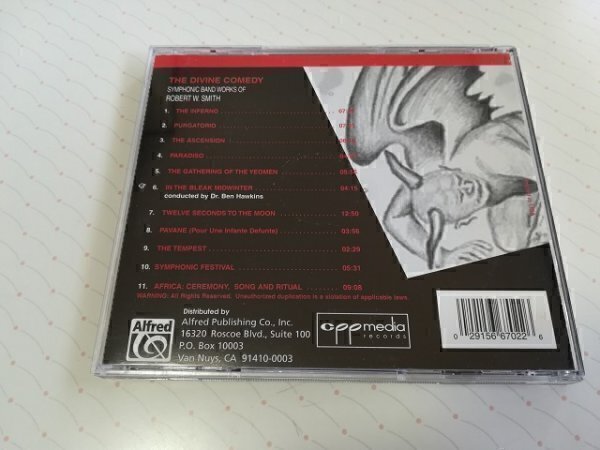 THE DIVINE COMEDY
SYMPHONIC BAND WORKS OF
ROBERT W. SMITH
1. THE INFERNO
2. PURGATORIO
3. THE ASCENSION
4. PARADISO
5. THE GATHERING OF THE YEOMEN
6. IN THE BLEAK MIDWINTER 04:15
conducted by Dr. Ben Hawkins
7. TWELVE SECONDS TO THE MOON 12:50
8. PAVANE (Pour Une Infante Defunte) 03:56
9. THE TEMPEST 02:29
10. SYMPHONIC FESTIVAL 05:31
11. AFRICA: CEREMONY, SONG AND RITUAL 09:08
WARNING: All Rights Reserved. Unauthorized duplication is a violation of applicable laws.
Distributed by
Alfred Publishing Co., Inc.
16320 Roscoe Blvd., Suite 100
P.O. Box 10003
Van Nuys, CA 91410-0003
Alfred
cppmedia
records
0 29156 67022 6